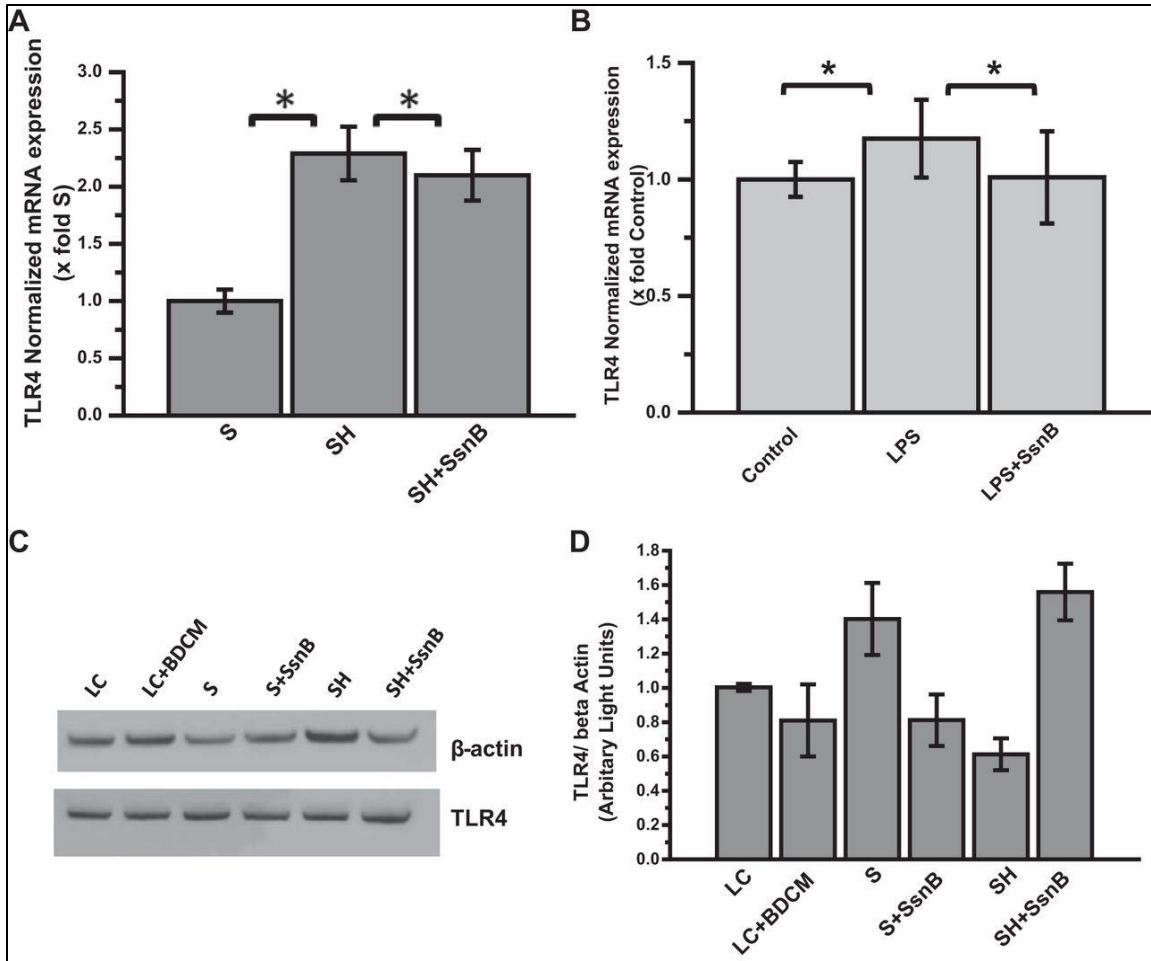 A
TLR4 Normalized mRNA expression
(x fold S)
3.0
2.5
2.0
1.5
1.0
0.5
0.0
*
*
S
SH
SH+SsnB
B
TLR4 Normalized mRNA expression
(x fold Control)
1.5
1.0
0.5
0.0
*
*
Control
LPS
LPS+SsnB
C
LC
LC+BDCM
S
S+SsnB
SH
SH+SsnB
β-actin
TLR4
D
TLR4/ beta Actin
(Arbitary Light Units)
1.8
1.6
1.4
1.2
1.0
0.8
0.6
0.4
0.2
0.0
LC
LC+BDCM
S
S+SsnB
SH
SH+SsnB